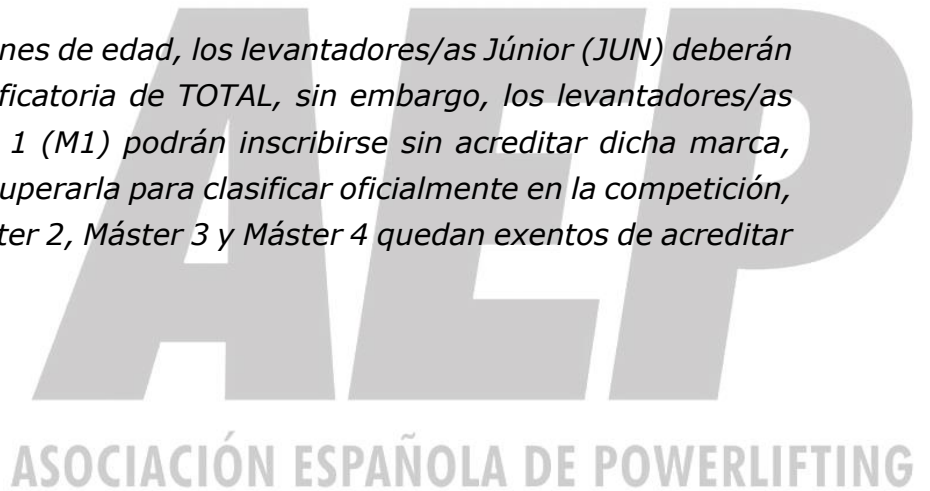 nes de edad, los levantadores/as Júnior (JUN) deberán
ficatoria de TOTAL, sin embargo, los levantadores/as
1 (M1) podrán inscribirse sin acreditar dicha marca,
uperarla para clasificar oficialmente en la competición,
ter 2, Máster 3 y Máster 4 quedan exentos de acreditar
AEP
ASOCIACIÓN ESPAÑOLA DE POWERLIFTING